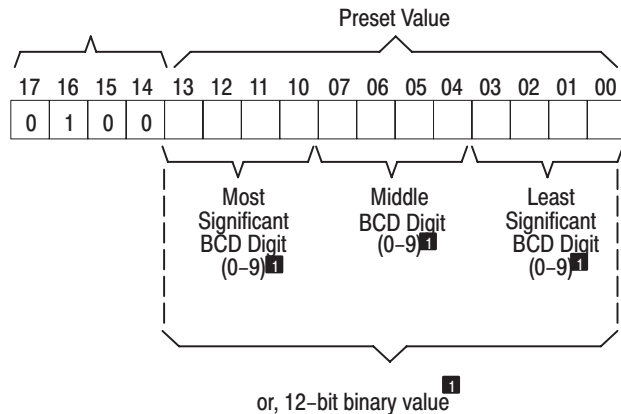 Preset Value
17 16 15 14 13 12 11 10 07 06 05 04 03 02 01 00
0 1 0 0
Most
Significant
BCD Digit
(0–9) 1
Middle
BCD Digit
(0–9) 1
Least
Significant
BCD Digit
(0–9) 1
or, 12–bit binary value 1